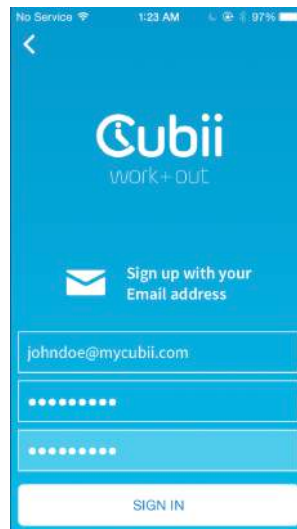 No Service 1:23 AM 97%
Cubii
work+out
Sign up with your
Email address
johndoe@mycubii.com
•••••••••
•••••••••
SIGN IN